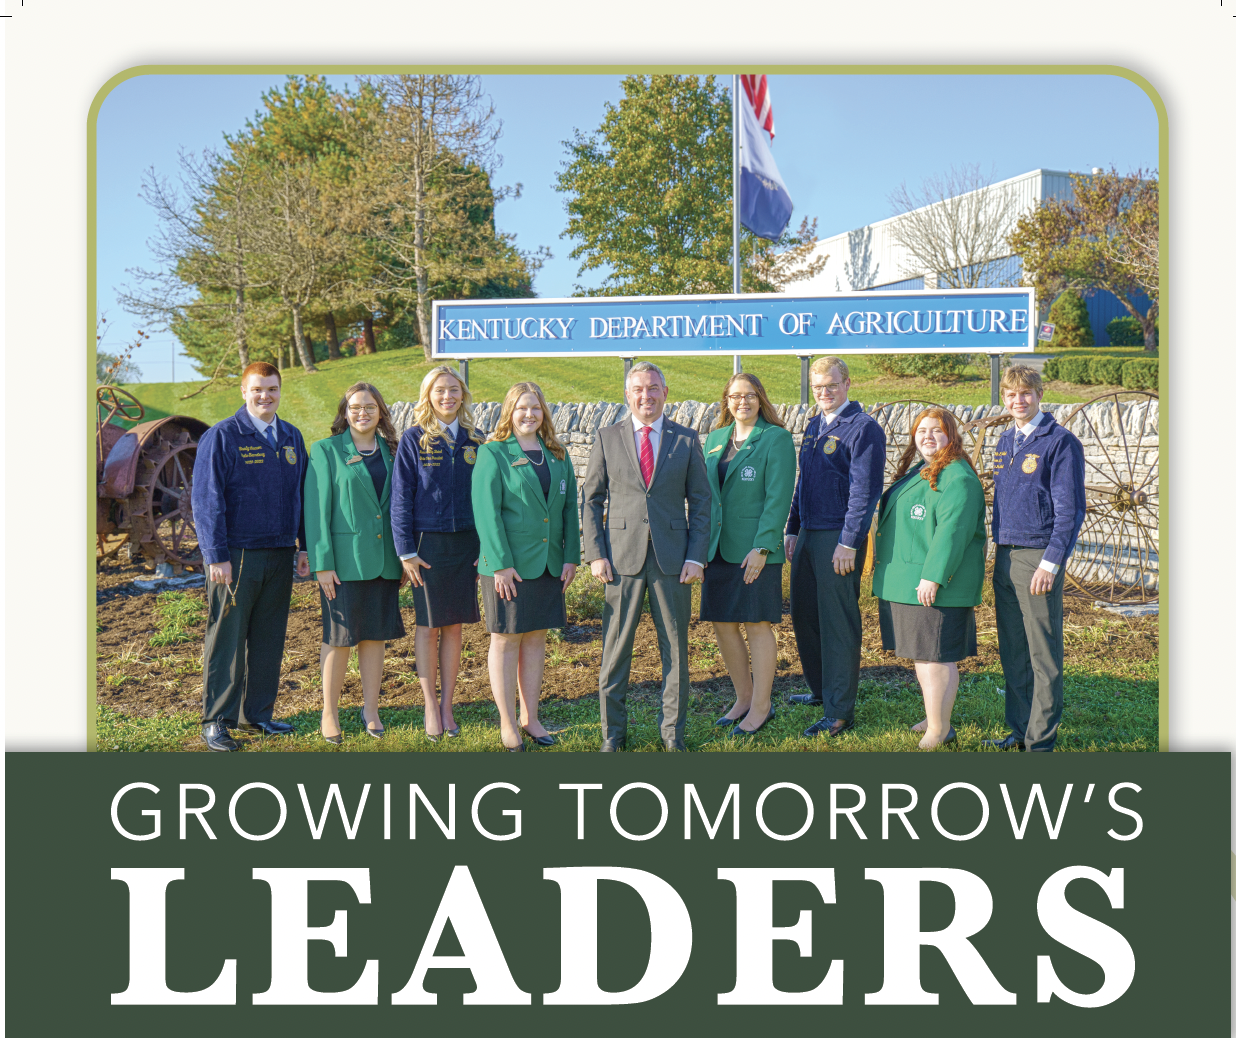 KENTUCKY DEPARTMENT OF AGRICULTURE
GROWING TOMORROW'S
LEADERS